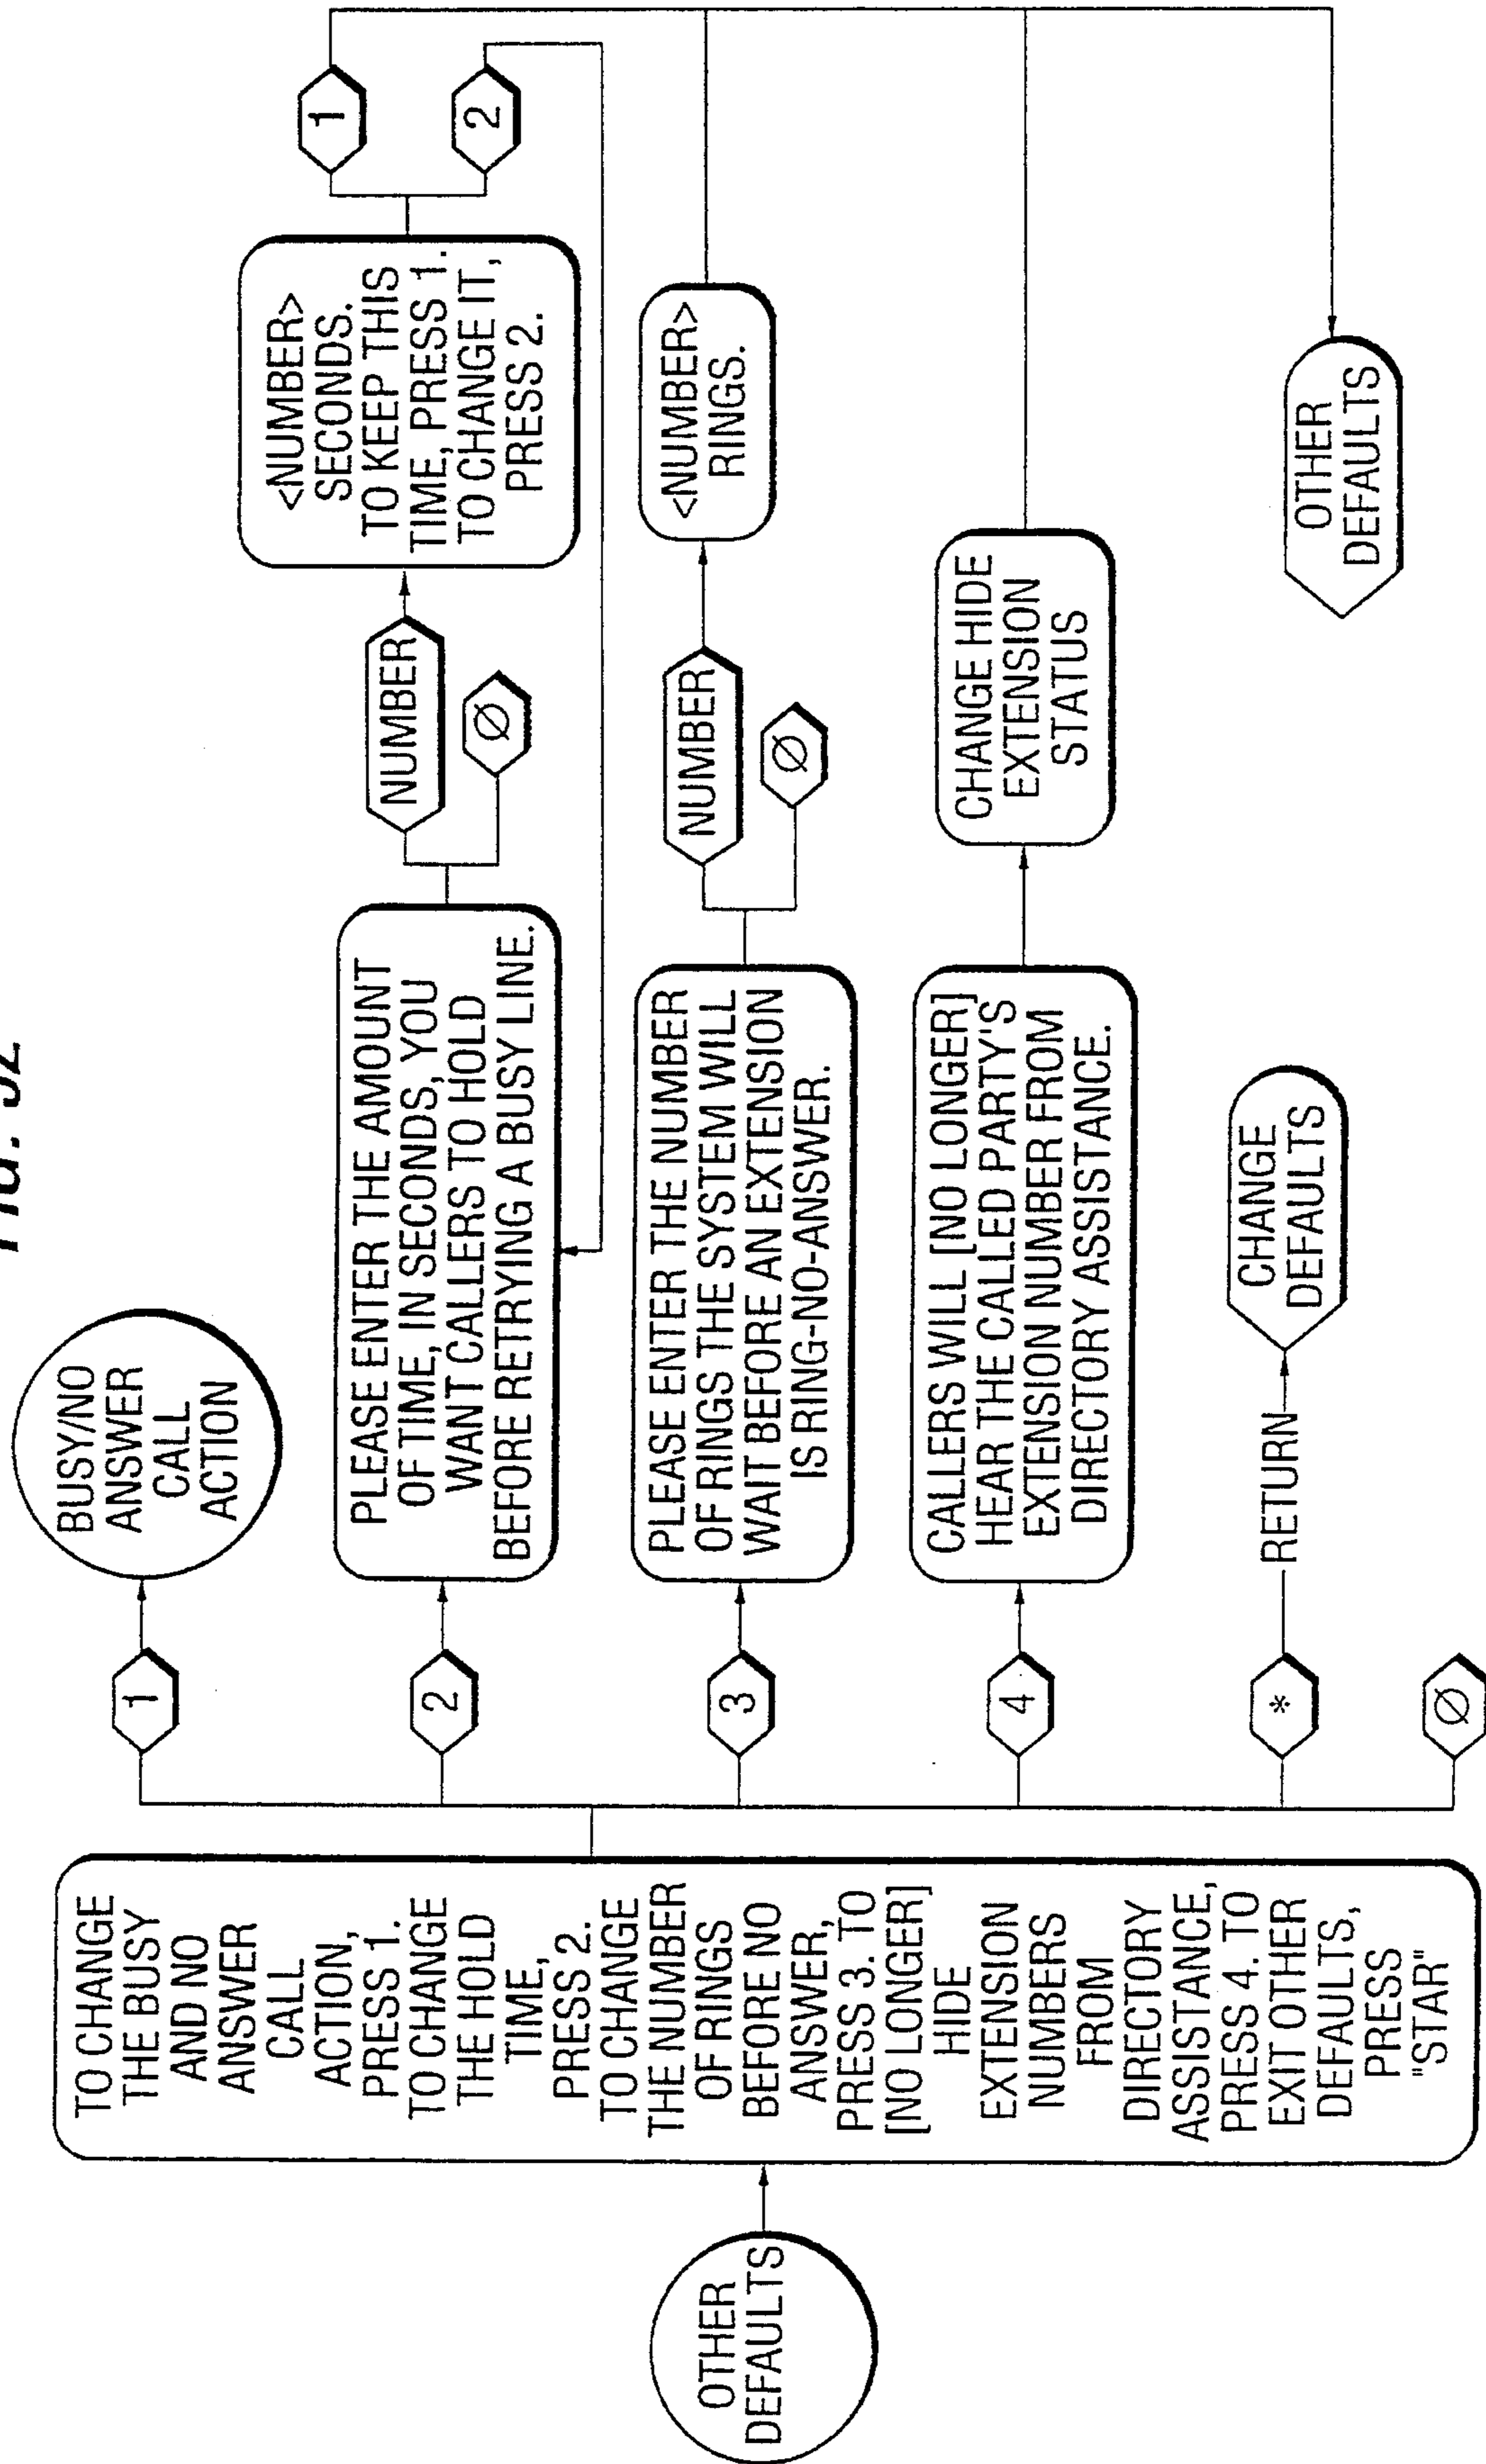 FIG. 32
OTHER
DEFAULTS
TO CHANGE
THE BUSY
AND NO
ANSWER
CALL
ACTION,
PRESS 1.
TO CHANGE
THE HOLD
TIME,
PRESS 2.
TO CHANGE
THE NUMBER
OF RINGS
BEFORE NO
ANSWER,
PRESS 3. TO
[NO LONGER]
HIDE
EXTENSION
NUMBERS
FROM
DIRECTORY
ASSISTANCE,
PRESS 4. TO
EXIT OTHER
DEFAULTS,
PRESS
"STAR"
1
BUSY/NO
ANSWER
CALL
ACTION
2
PLEASE ENTER THE AMOUNT
OF TIME, IN SECONDS, YOU
WANT CALLERS TO HOLD
BEFORE RETRYING A BUSY LINE.
NUMBER
Ø
<NUMBER>
SECONDS.
TO KEEP THIS
TIME, PRESS 1.
TO CHANGE IT,
PRESS 2.
1
2
3
PLEASE ENTER THE NUMBER
OF RINGS THE SYSTEM WILL
WAIT BEFORE AN EXTENSION
IS RING-NO-ANSWER.
NUMBER
Ø
<NUMBER>
RINGS.
4
CALLERS WILL [NO LONGER]
HEAR THE CALLED PARTY'S
EXTENSION NUMBER FROM
DIRECTORY ASSISTANCE.
CHANGE HIDE
EXTENSION
STATUS
*
RETURN
CHANGE
DEFAULTS
OTHER
DEFAULTS
Ø